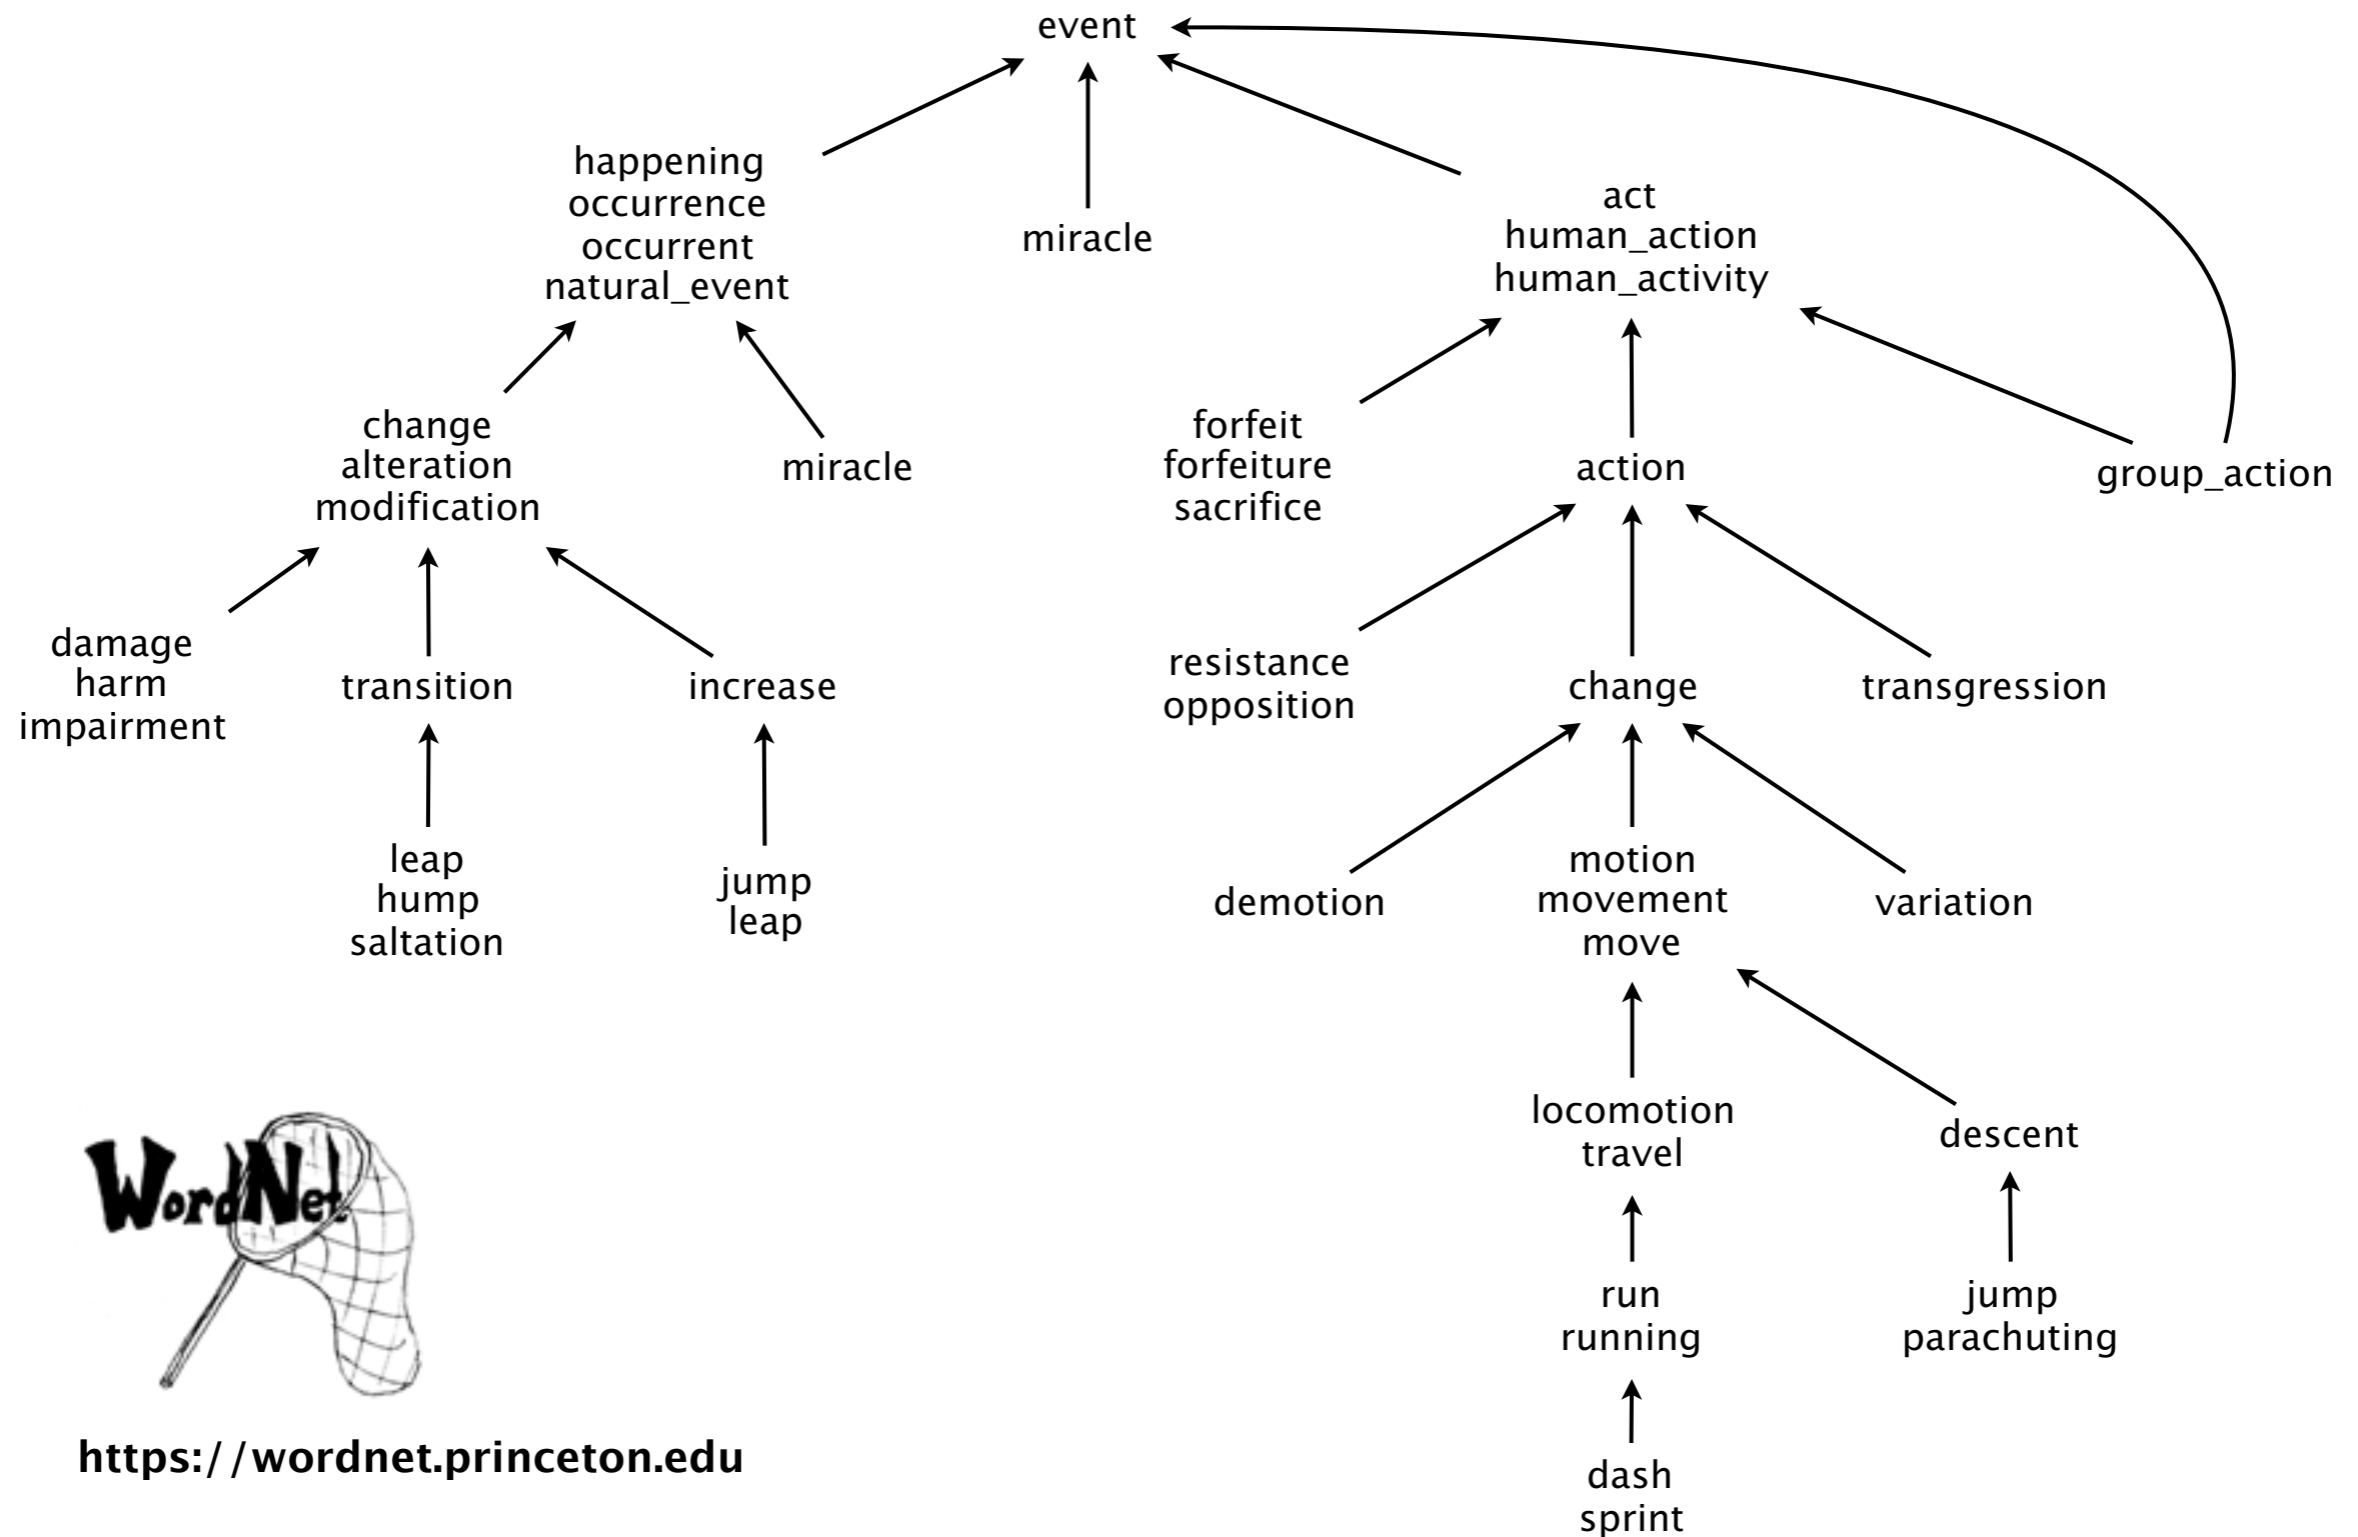 event
happening
occurrence
occurrent
natural_event
miracle
act
human_action
human_activity
change
alteration
modification
miracle
forfeit
forfeiture
sacrifice
action
group_action
damage
harm
impairment
transition
increase
resistance
opposition
change
transgression
leap
hump
saltation
jump
leap
demotion
motion
movement
move
variation
locomotion
travel
descent
WordNet
run
running
jump
parachuting
https://wordnet.princeton.edu
dash
sprint